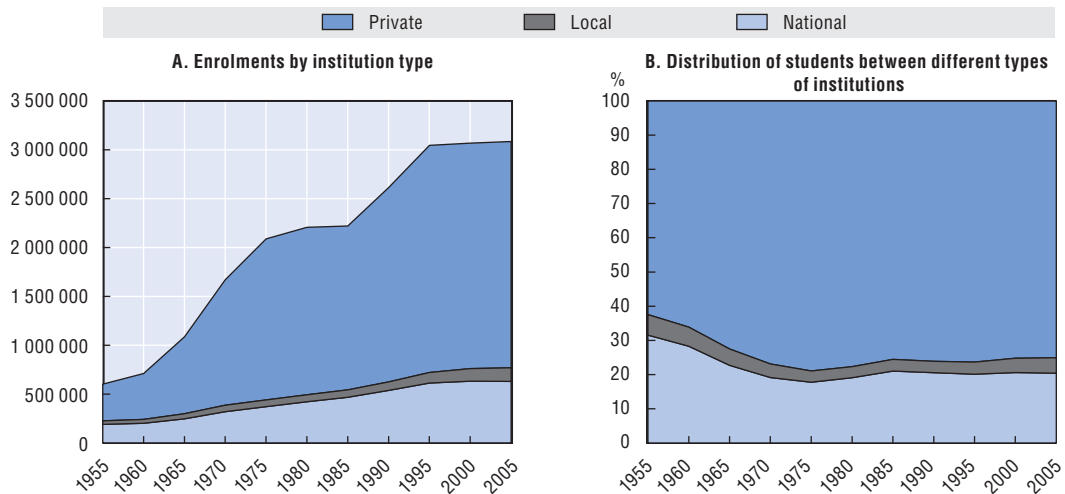 Private Local National
A. Enrolments by institution type
3 500 000
3 000 000
2 500 000
2 000 000
1 500 000
1 000 000
500 000
0
1955 1960 1965 1970 1975 1980 1985 1990 1995 2000 2005
B. Distribution of students between different types
of institutions
%
100
90
80
70
60
50
40
30
20
10
0
1955 1960 1965 1970 1975 1980 1985 1990 1995 2000 2005